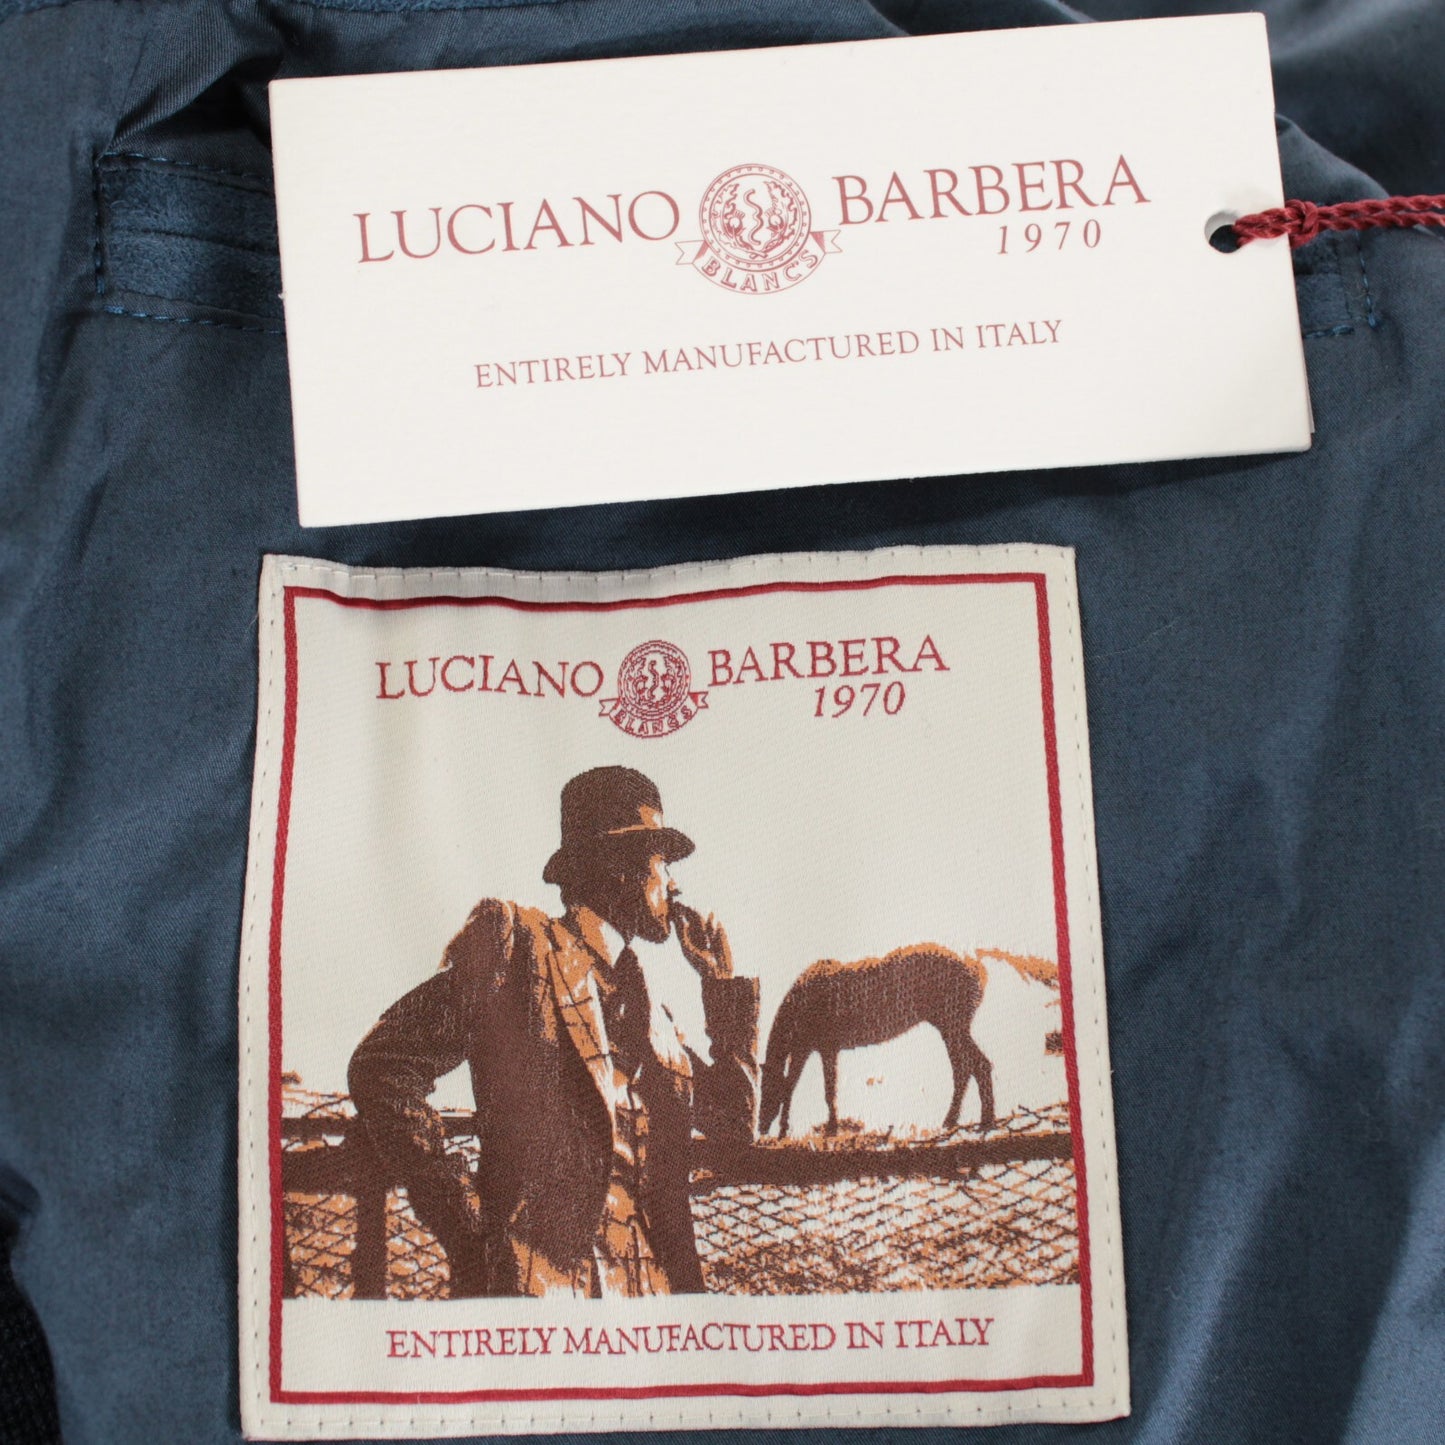 LUCIANO BARBERA
1970
BLANCS
ENTIRELY MANUFACTURED IN ITALY
LUCIANO BARBERA
1970
BLANCS
ENTIRELY MANUFACTURED IN ITALY